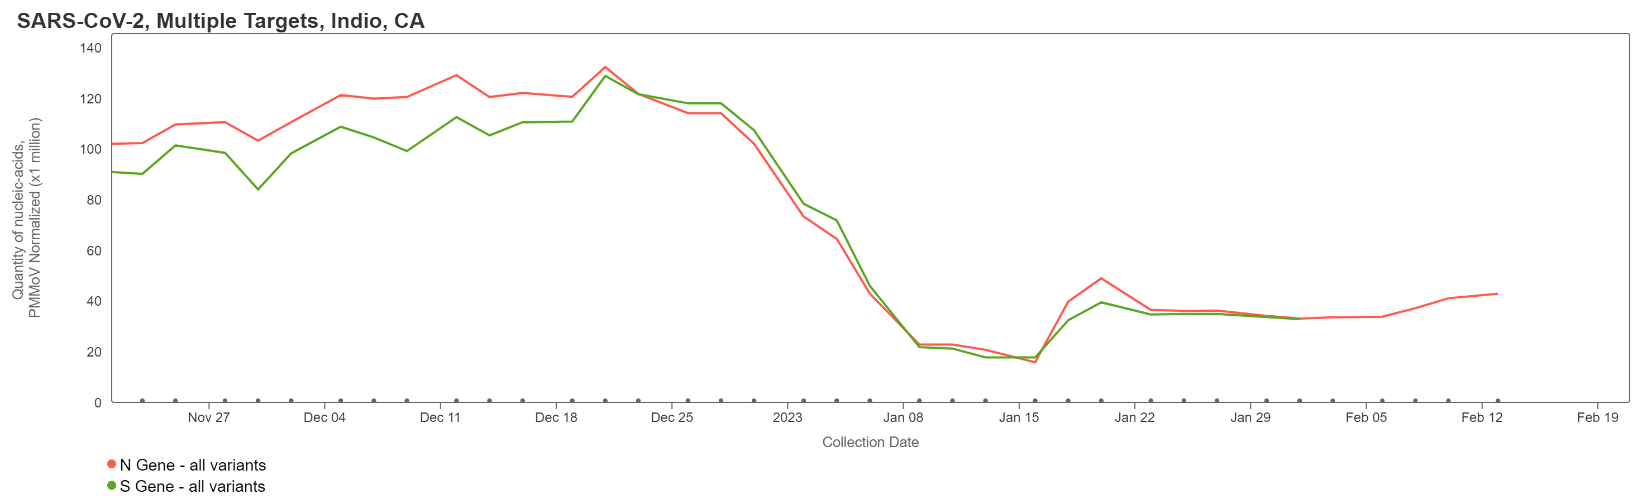 SARS-CoV-2, Multiple Targets, Indio, CA
Quantity of nucleic-acids,
PMMoV Normalized (x1 million)
140
120
100
80
60
40
20
0
Nov 27 Dec 04 Dec 11 Dec 18 Dec 25 2023 Jan 08 Jan 15 Jan 22 Jan 29 Feb 05 Feb 12 Feb 19
Collection Date
N Gene - all variants
S Gene - all variants